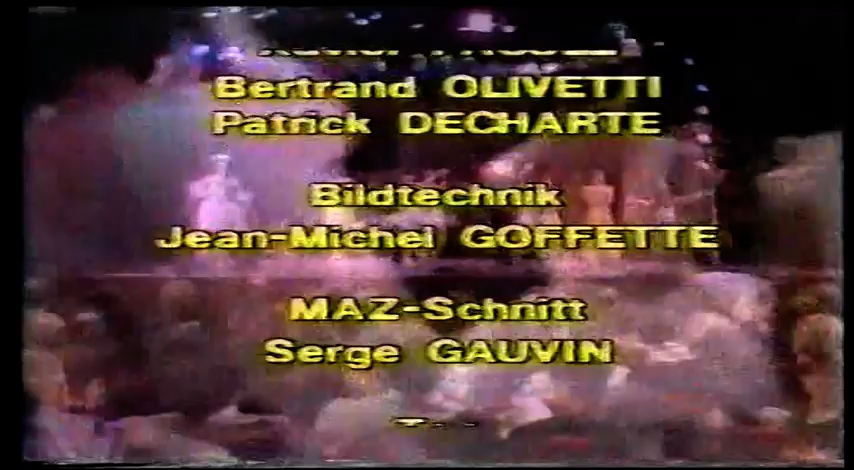 Bertrand OLIVETTI
Patrick DECHARTE
Bildtechnik
Jean-Michel GOFFETTE
MAZ-Schnitt
Serge GAUVIN